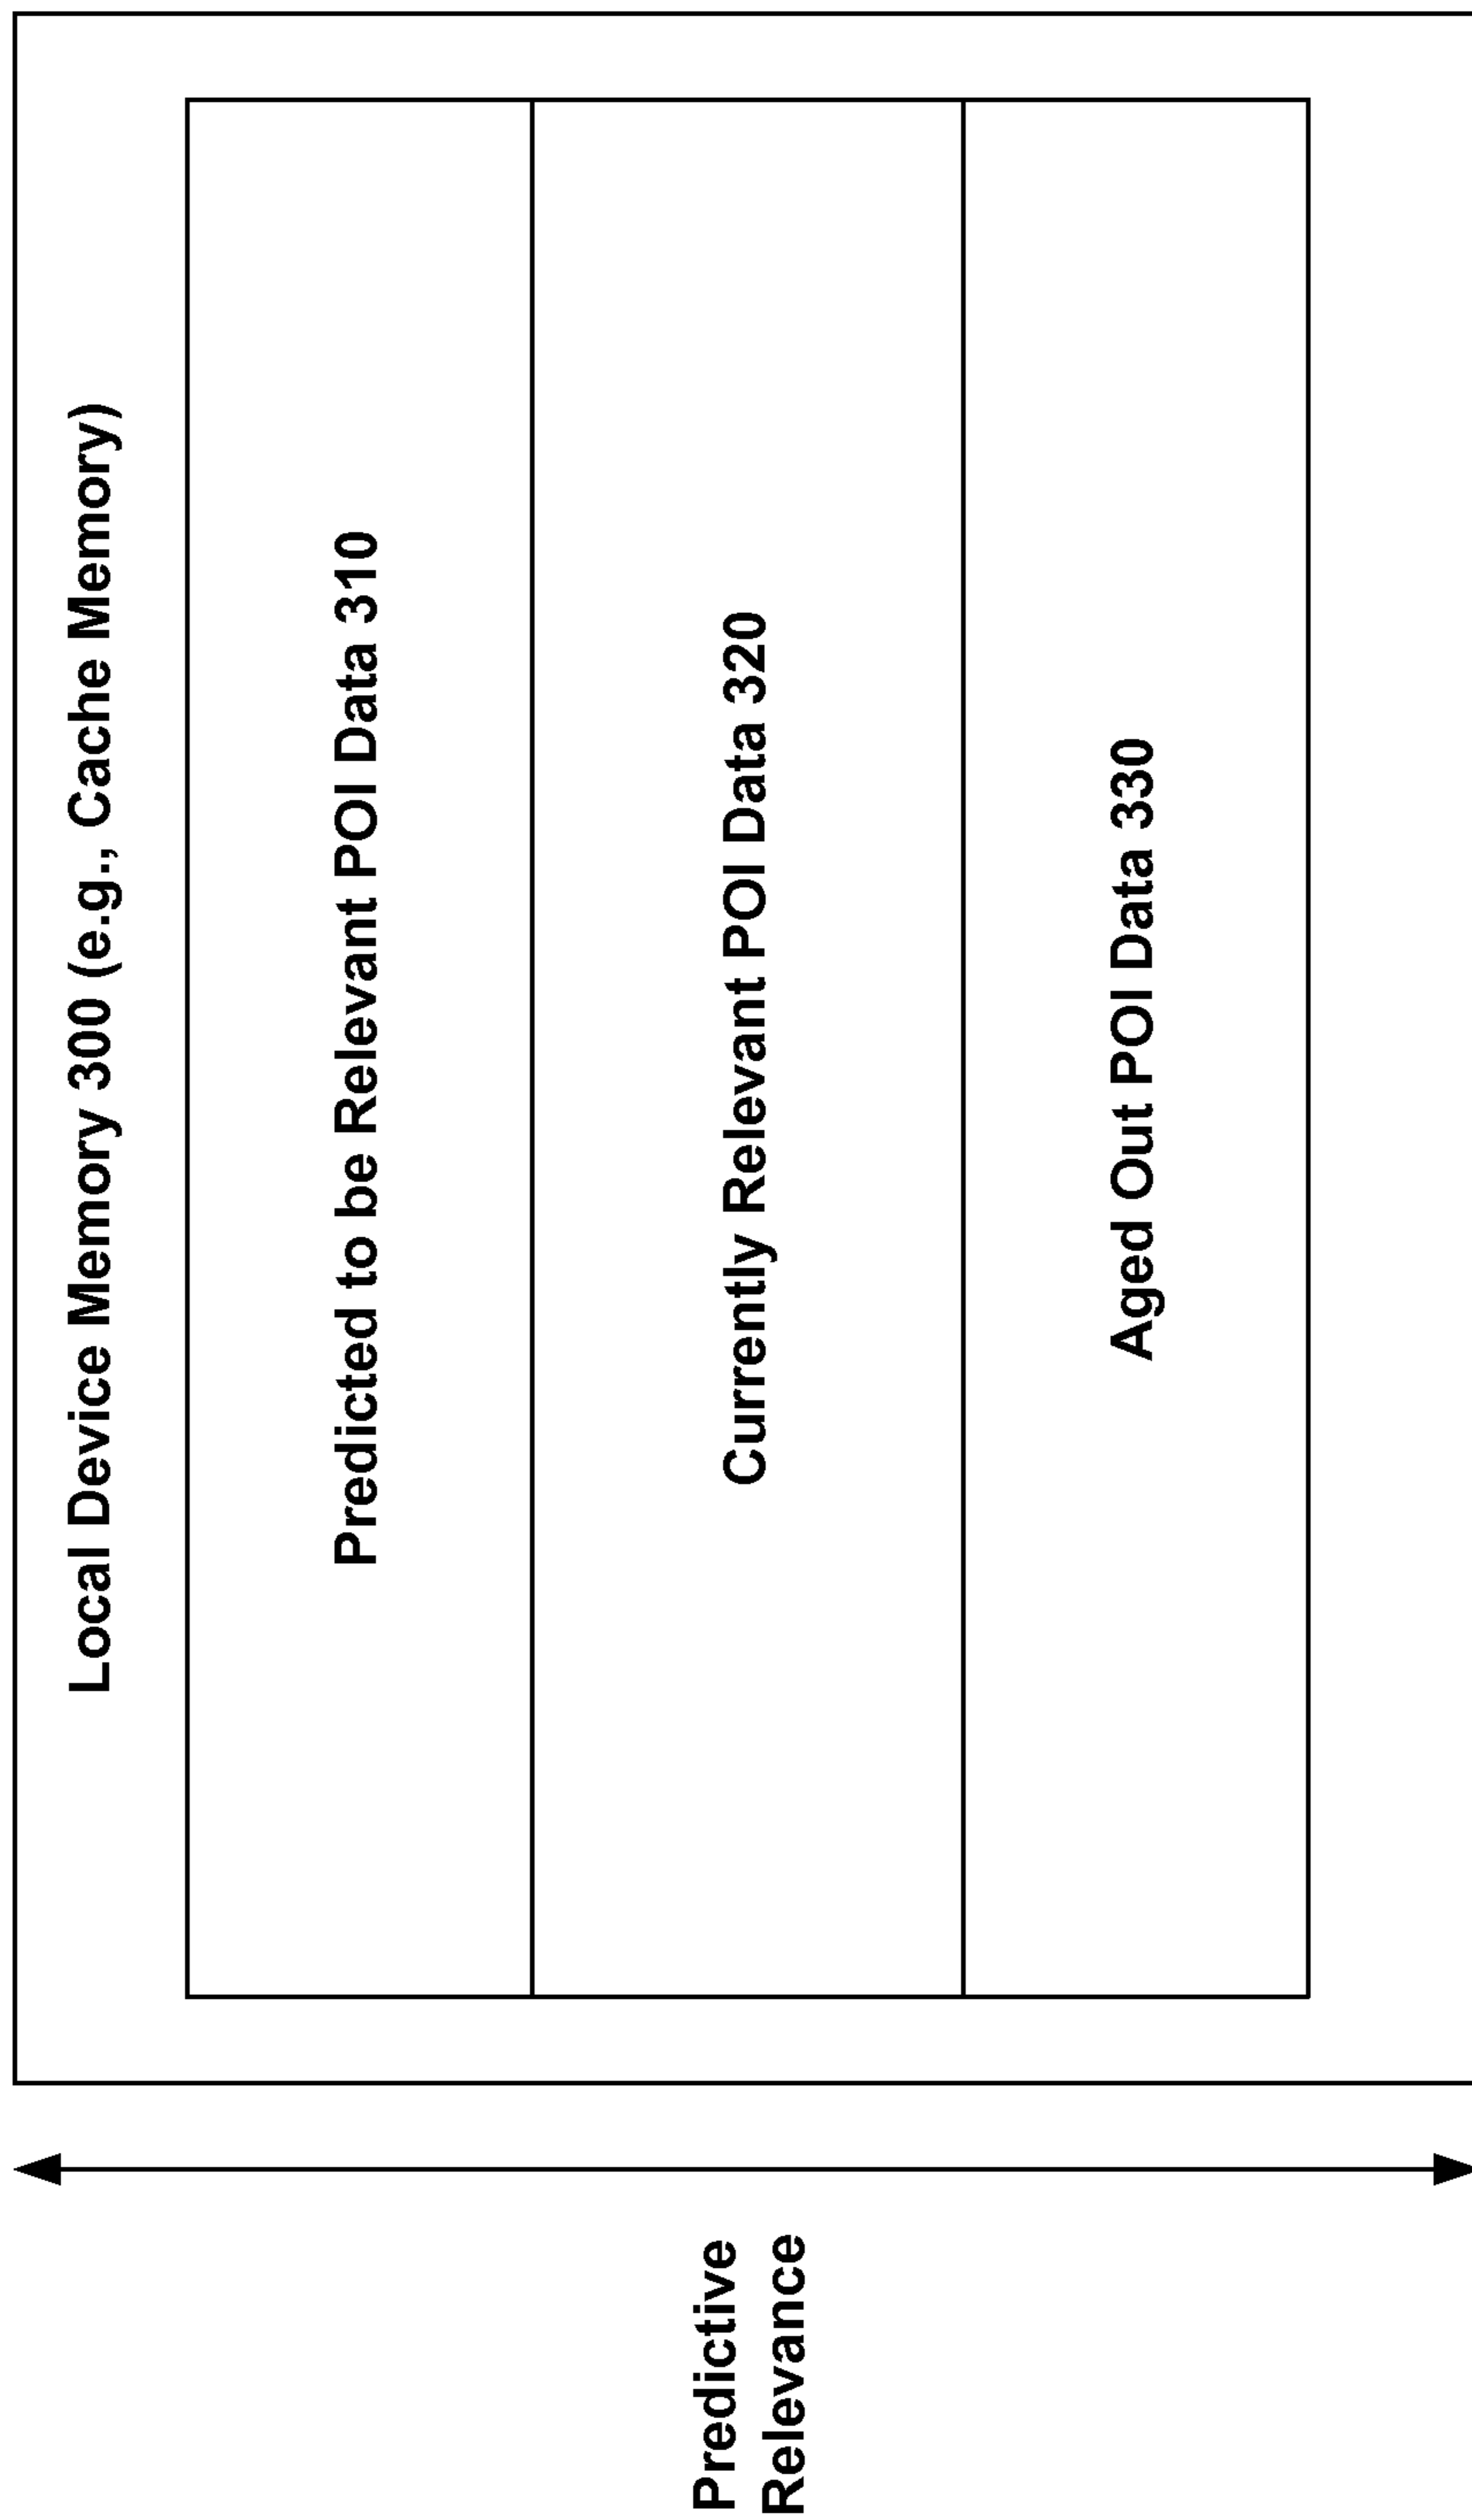 Local Device Memory 300 (e.g., Cache Memory)
Predicted to be Relevant POI Data 310
Currently Relevant POI Data 320
Aged Out POI Data 330
Predictive
Relevance